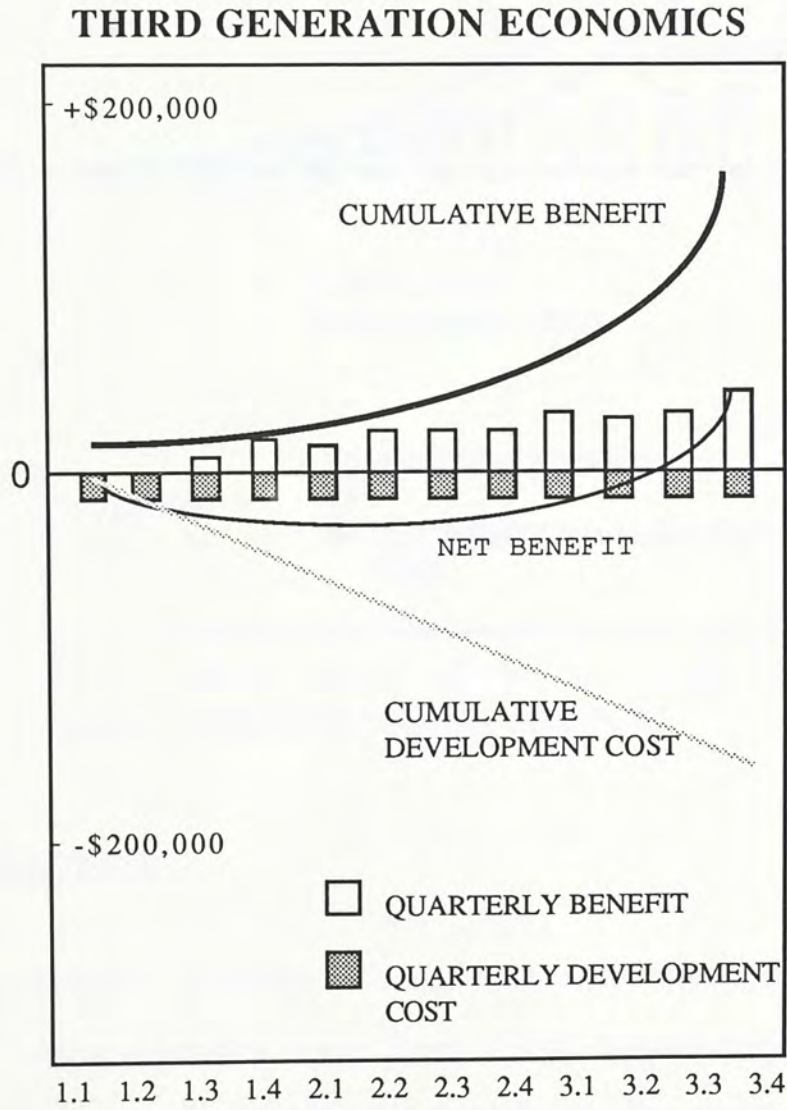 THIRD GENERATION ECONOMICS
+$200,000
CUMULATIVE BENEFIT
0
NET BENEFIT
CUMULATIVE
DEVELOPMENT COST
-$200,000
QUARTERLY BENEFIT
QUARTERLY DEVELOPMENT
COST
1.1 1.2 1.3 1.4 2.1 2.2 2.3 2.4 3.1 3.2 3.3 3.4